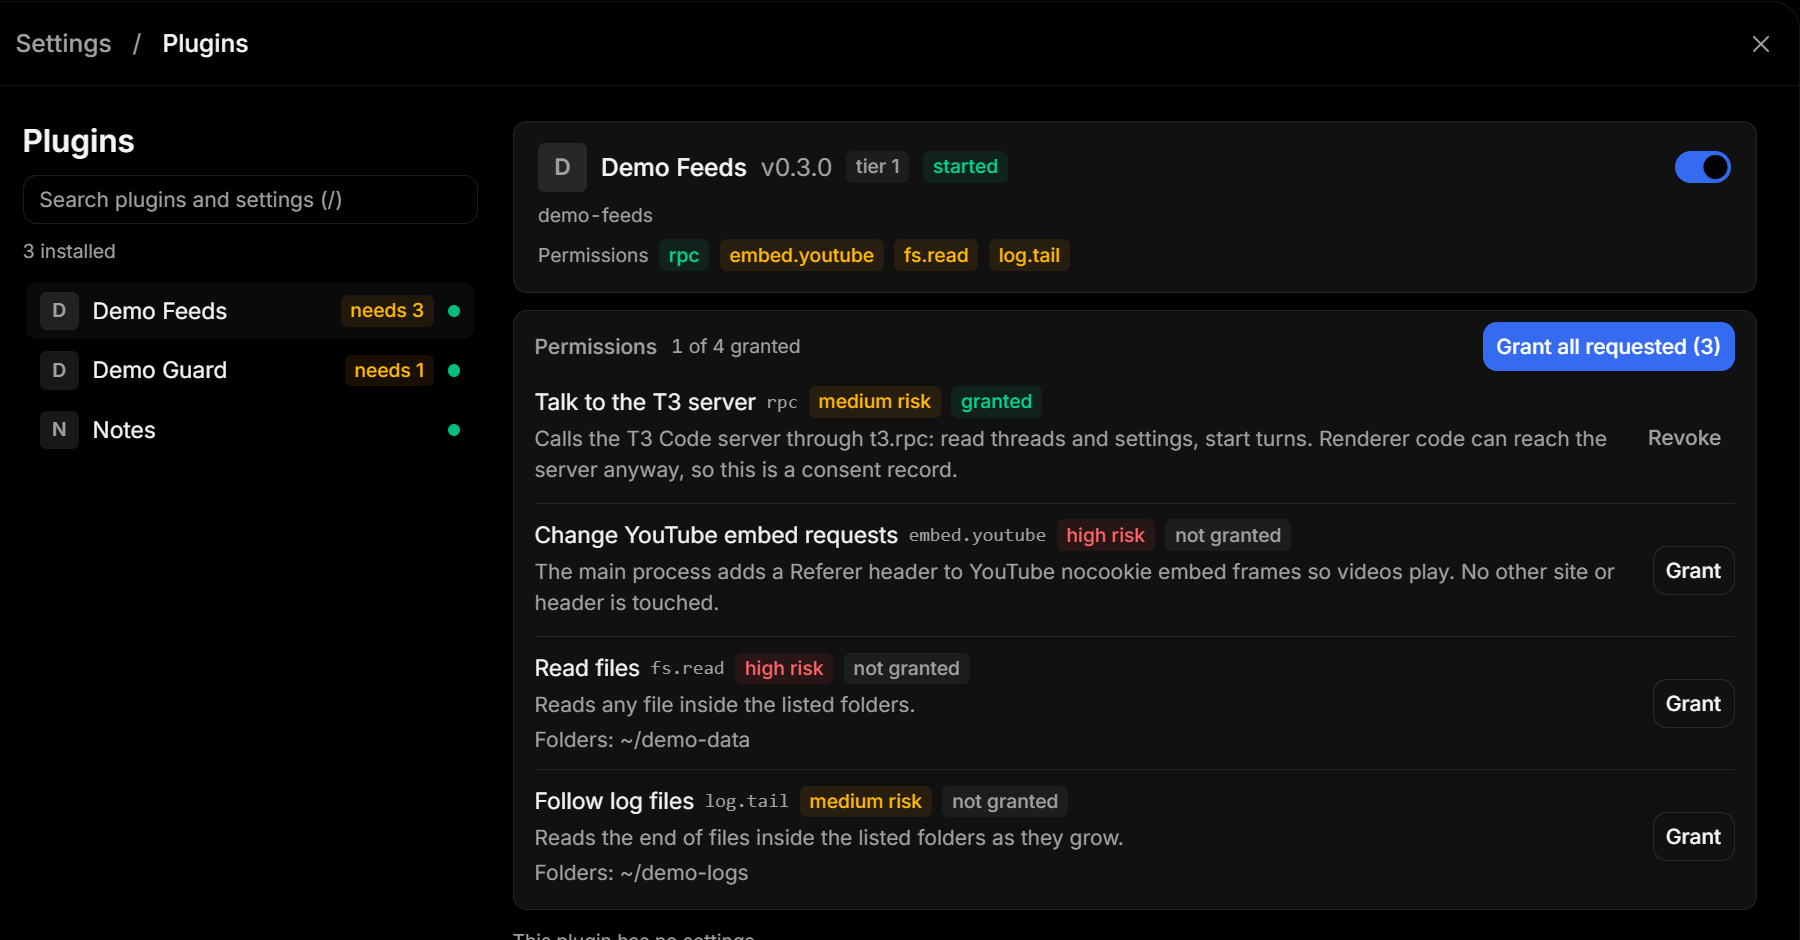 Settings / Plugins
Plugins
Search plugins and settings (/)
3 installed
D Demo Feeds needs 3
D Demo Guard needs 1
N Notes
D Demo Feeds v0.3.0 tier 1 started
demo-feeds
Permissions rpc embed.youtube fs.read log.tail
Permissions 1 of 4 granted Grant all requested (3)
Talk to the T3 server rpc medium risk granted
Calls the T3 Code server through t3.rpc: read threads and settings, start turns. Renderer code can reach the
server anyway, so this is a consent record.
Revoke
Change YouTube embed requests embed.youtube high risk not granted
The main process adds a Referer header to YouTube nocookie embed frames so videos play. No other site or
header is touched.
Grant
Read files fs.read high risk not granted
Reads any file inside the listed folders.
Folders: ~/demo-data
Grant
Follow log files log.tail medium risk not granted
Reads the end of files inside the listed folders as they grow.
Folders: ~/demo-logs
Grant
This plugin has no settings